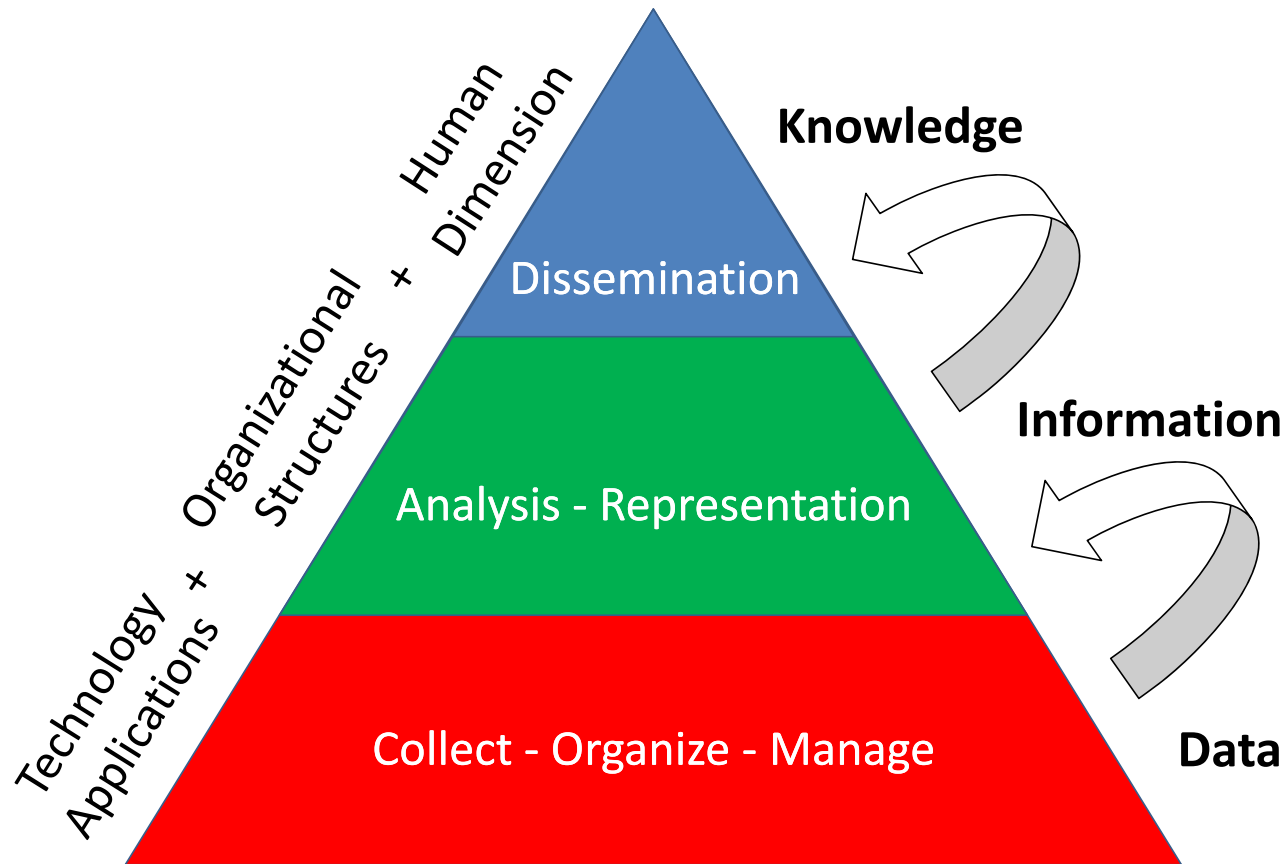 Human
Dimension
+
Organizational
Structures
+
Technology
Applications
Knowledge
Dissemination
Information
Analysis - Representation
Data
Collect - Organize - Manage